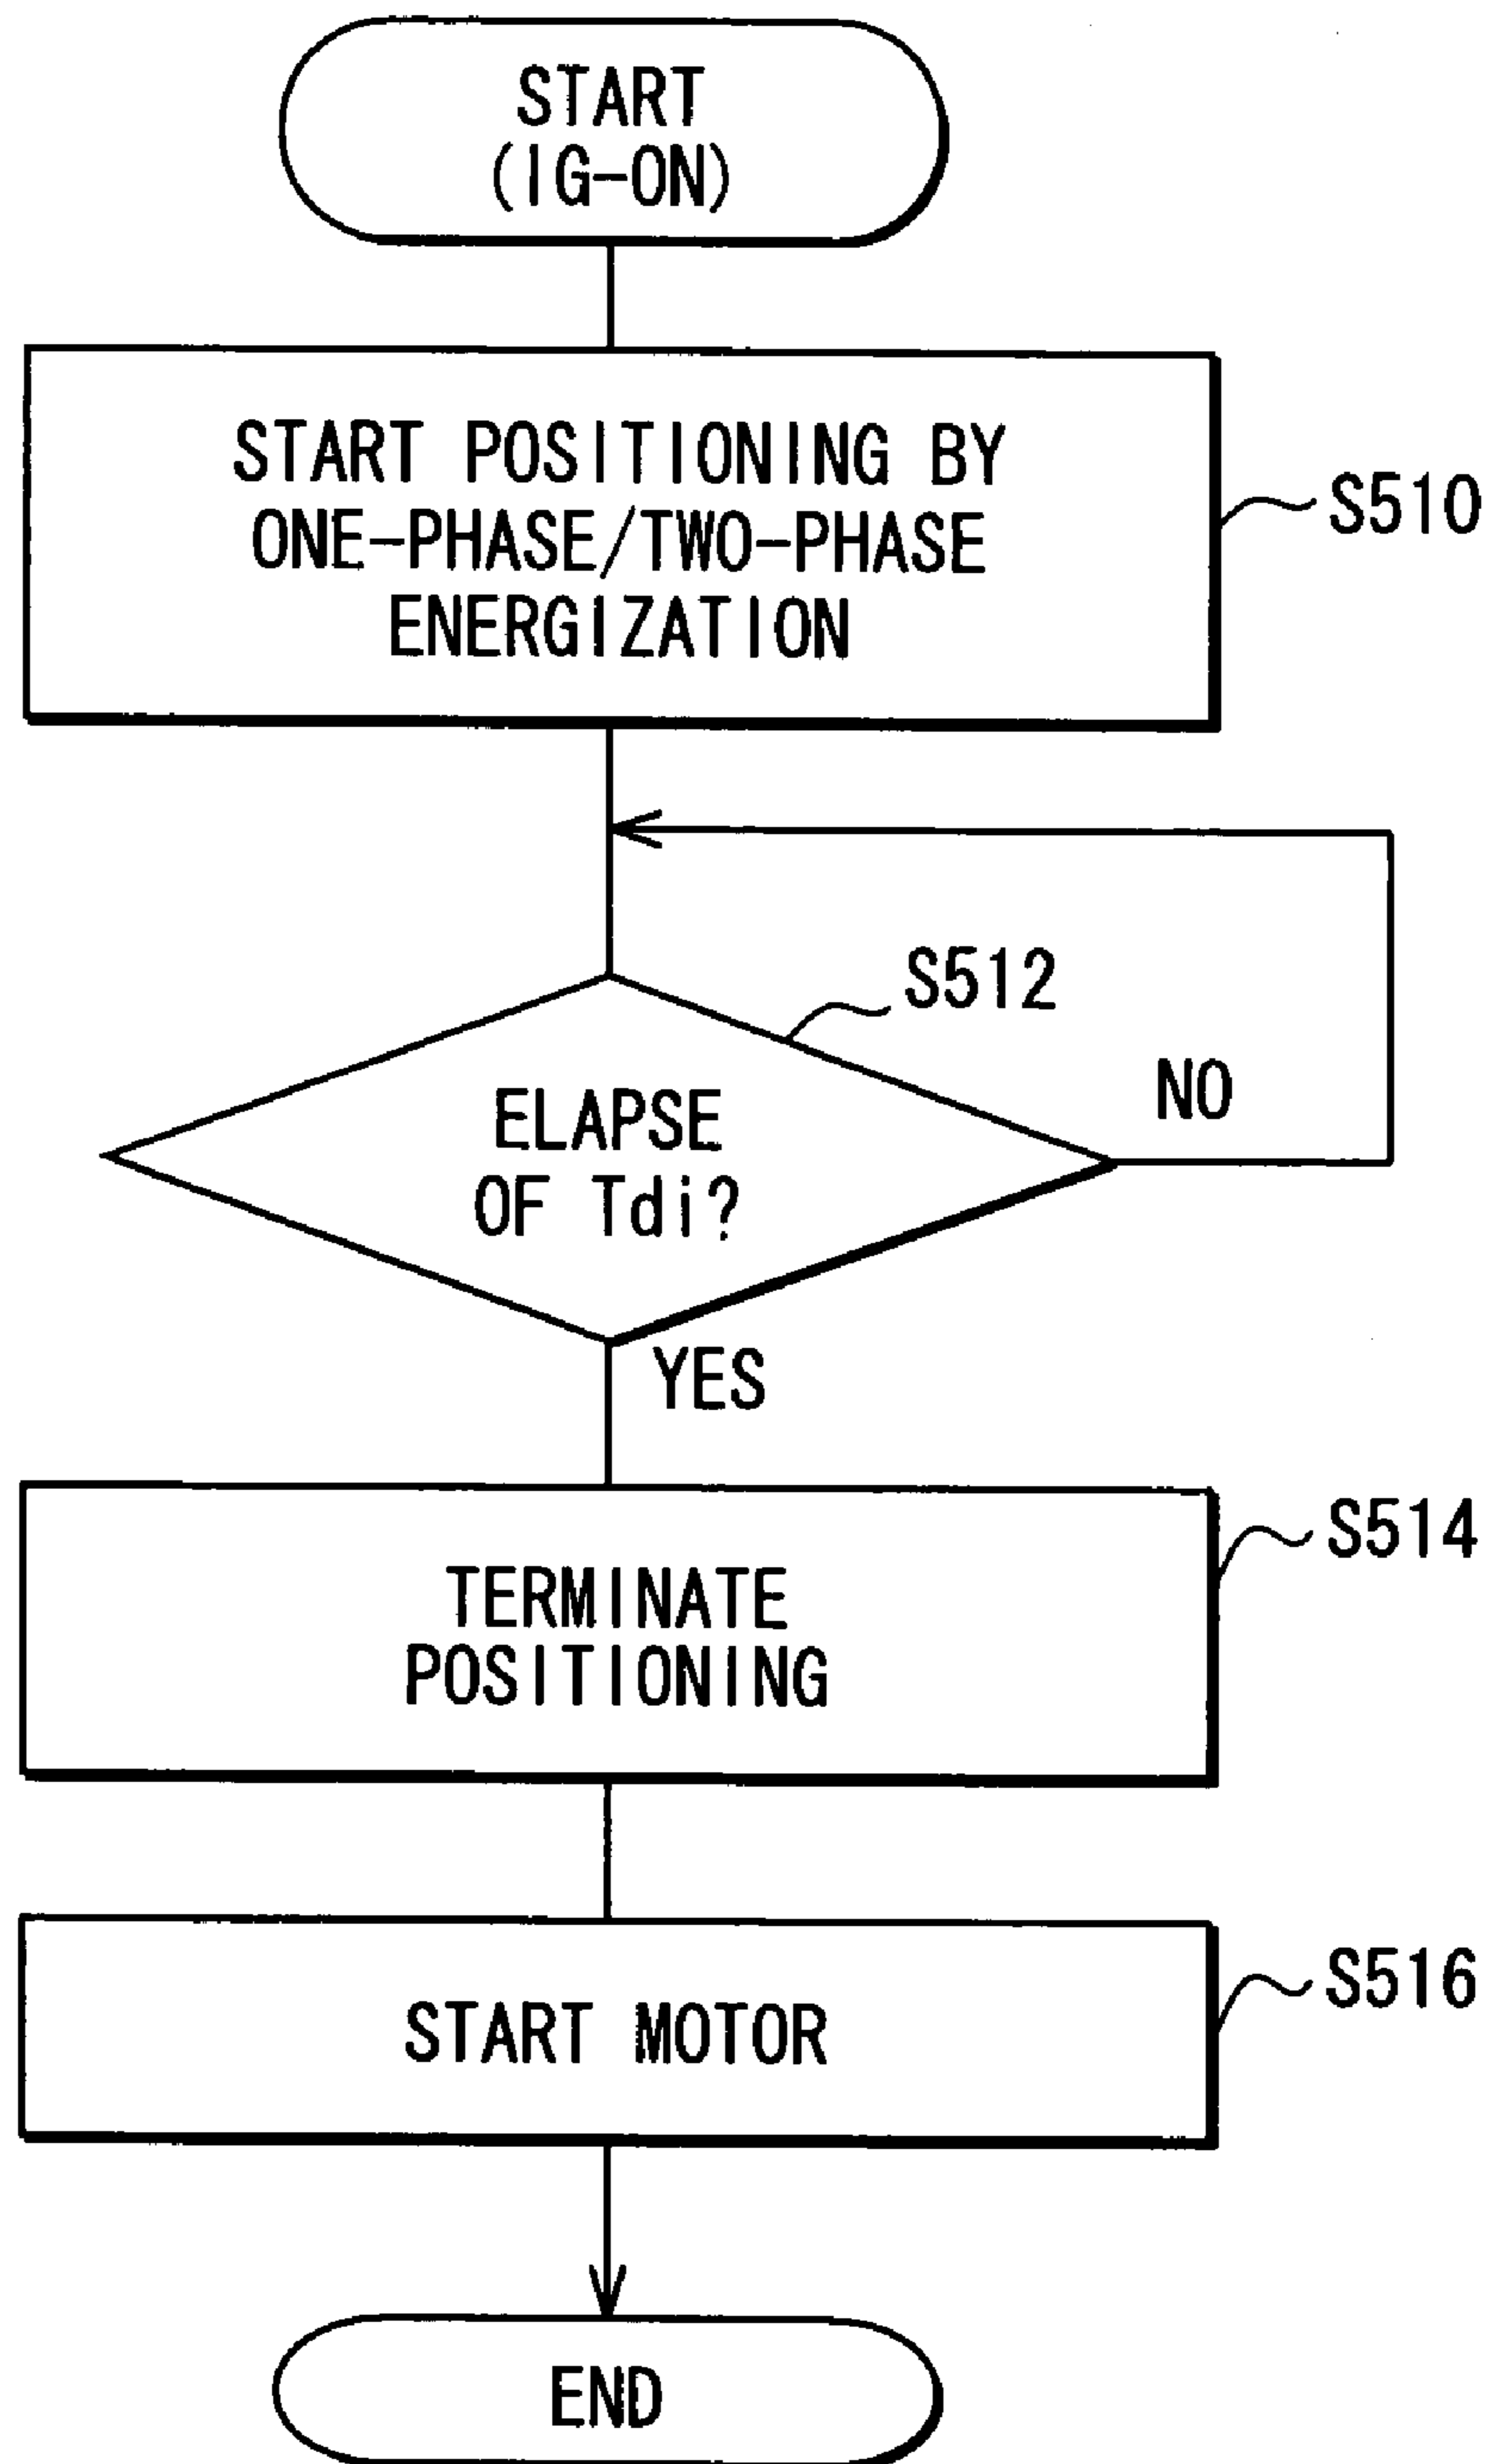 START
(IG-ON)
START POSITIONING BY
ONE-PHASE/TWO-PHASE
ENERGIZATION
S510
S512
NO
ELAPSE
OF Tdi?
YES
TERMINATE
POSITIONING
S514
START MOTOR
S516
END